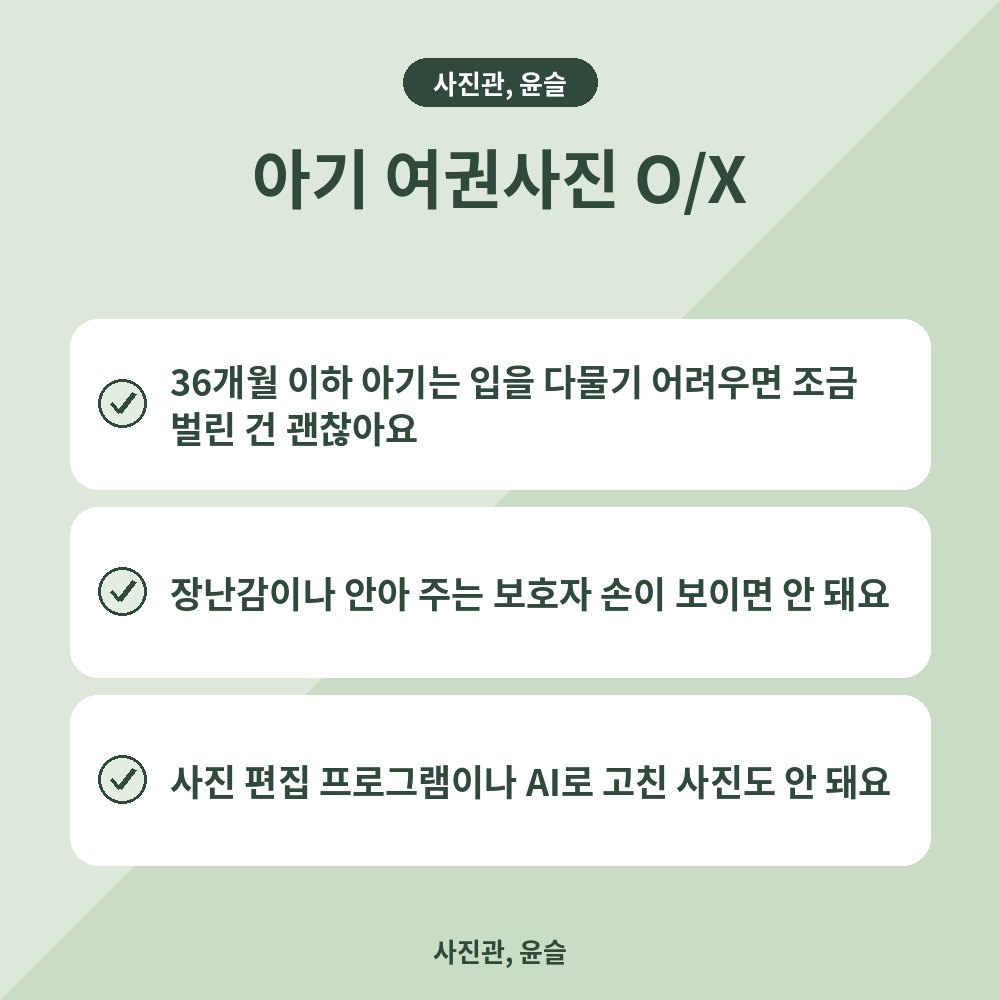 사진관, 윤슬
아기 여권사진 O/X
36개월 이하 아기는 입을 다물기 어려우면 조금
벌린 건 괜찮아요
장난감이나 안아 주는 보호자 손이 보이면 안 돼요
사진 편집 프로그램이나 AI로 고친 사진도 안 돼요
사진관, 윤슬